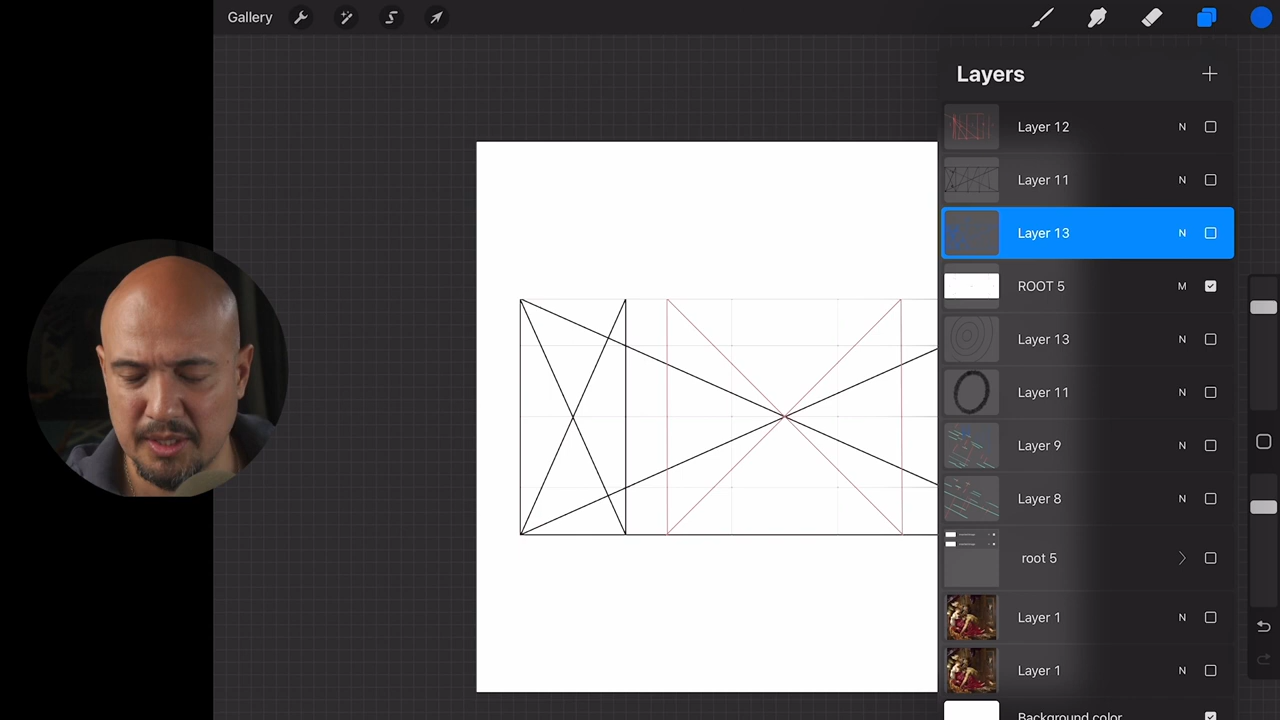 Gallery
Layers
Layer 12 N
Layer 11 N
Layer 13 N
ROOT 5 M
Layer 13 N
Layer 11 N
Layer 9 N
Layer 8 N
root 5
Layer 1 N
Layer 1 N
Background color